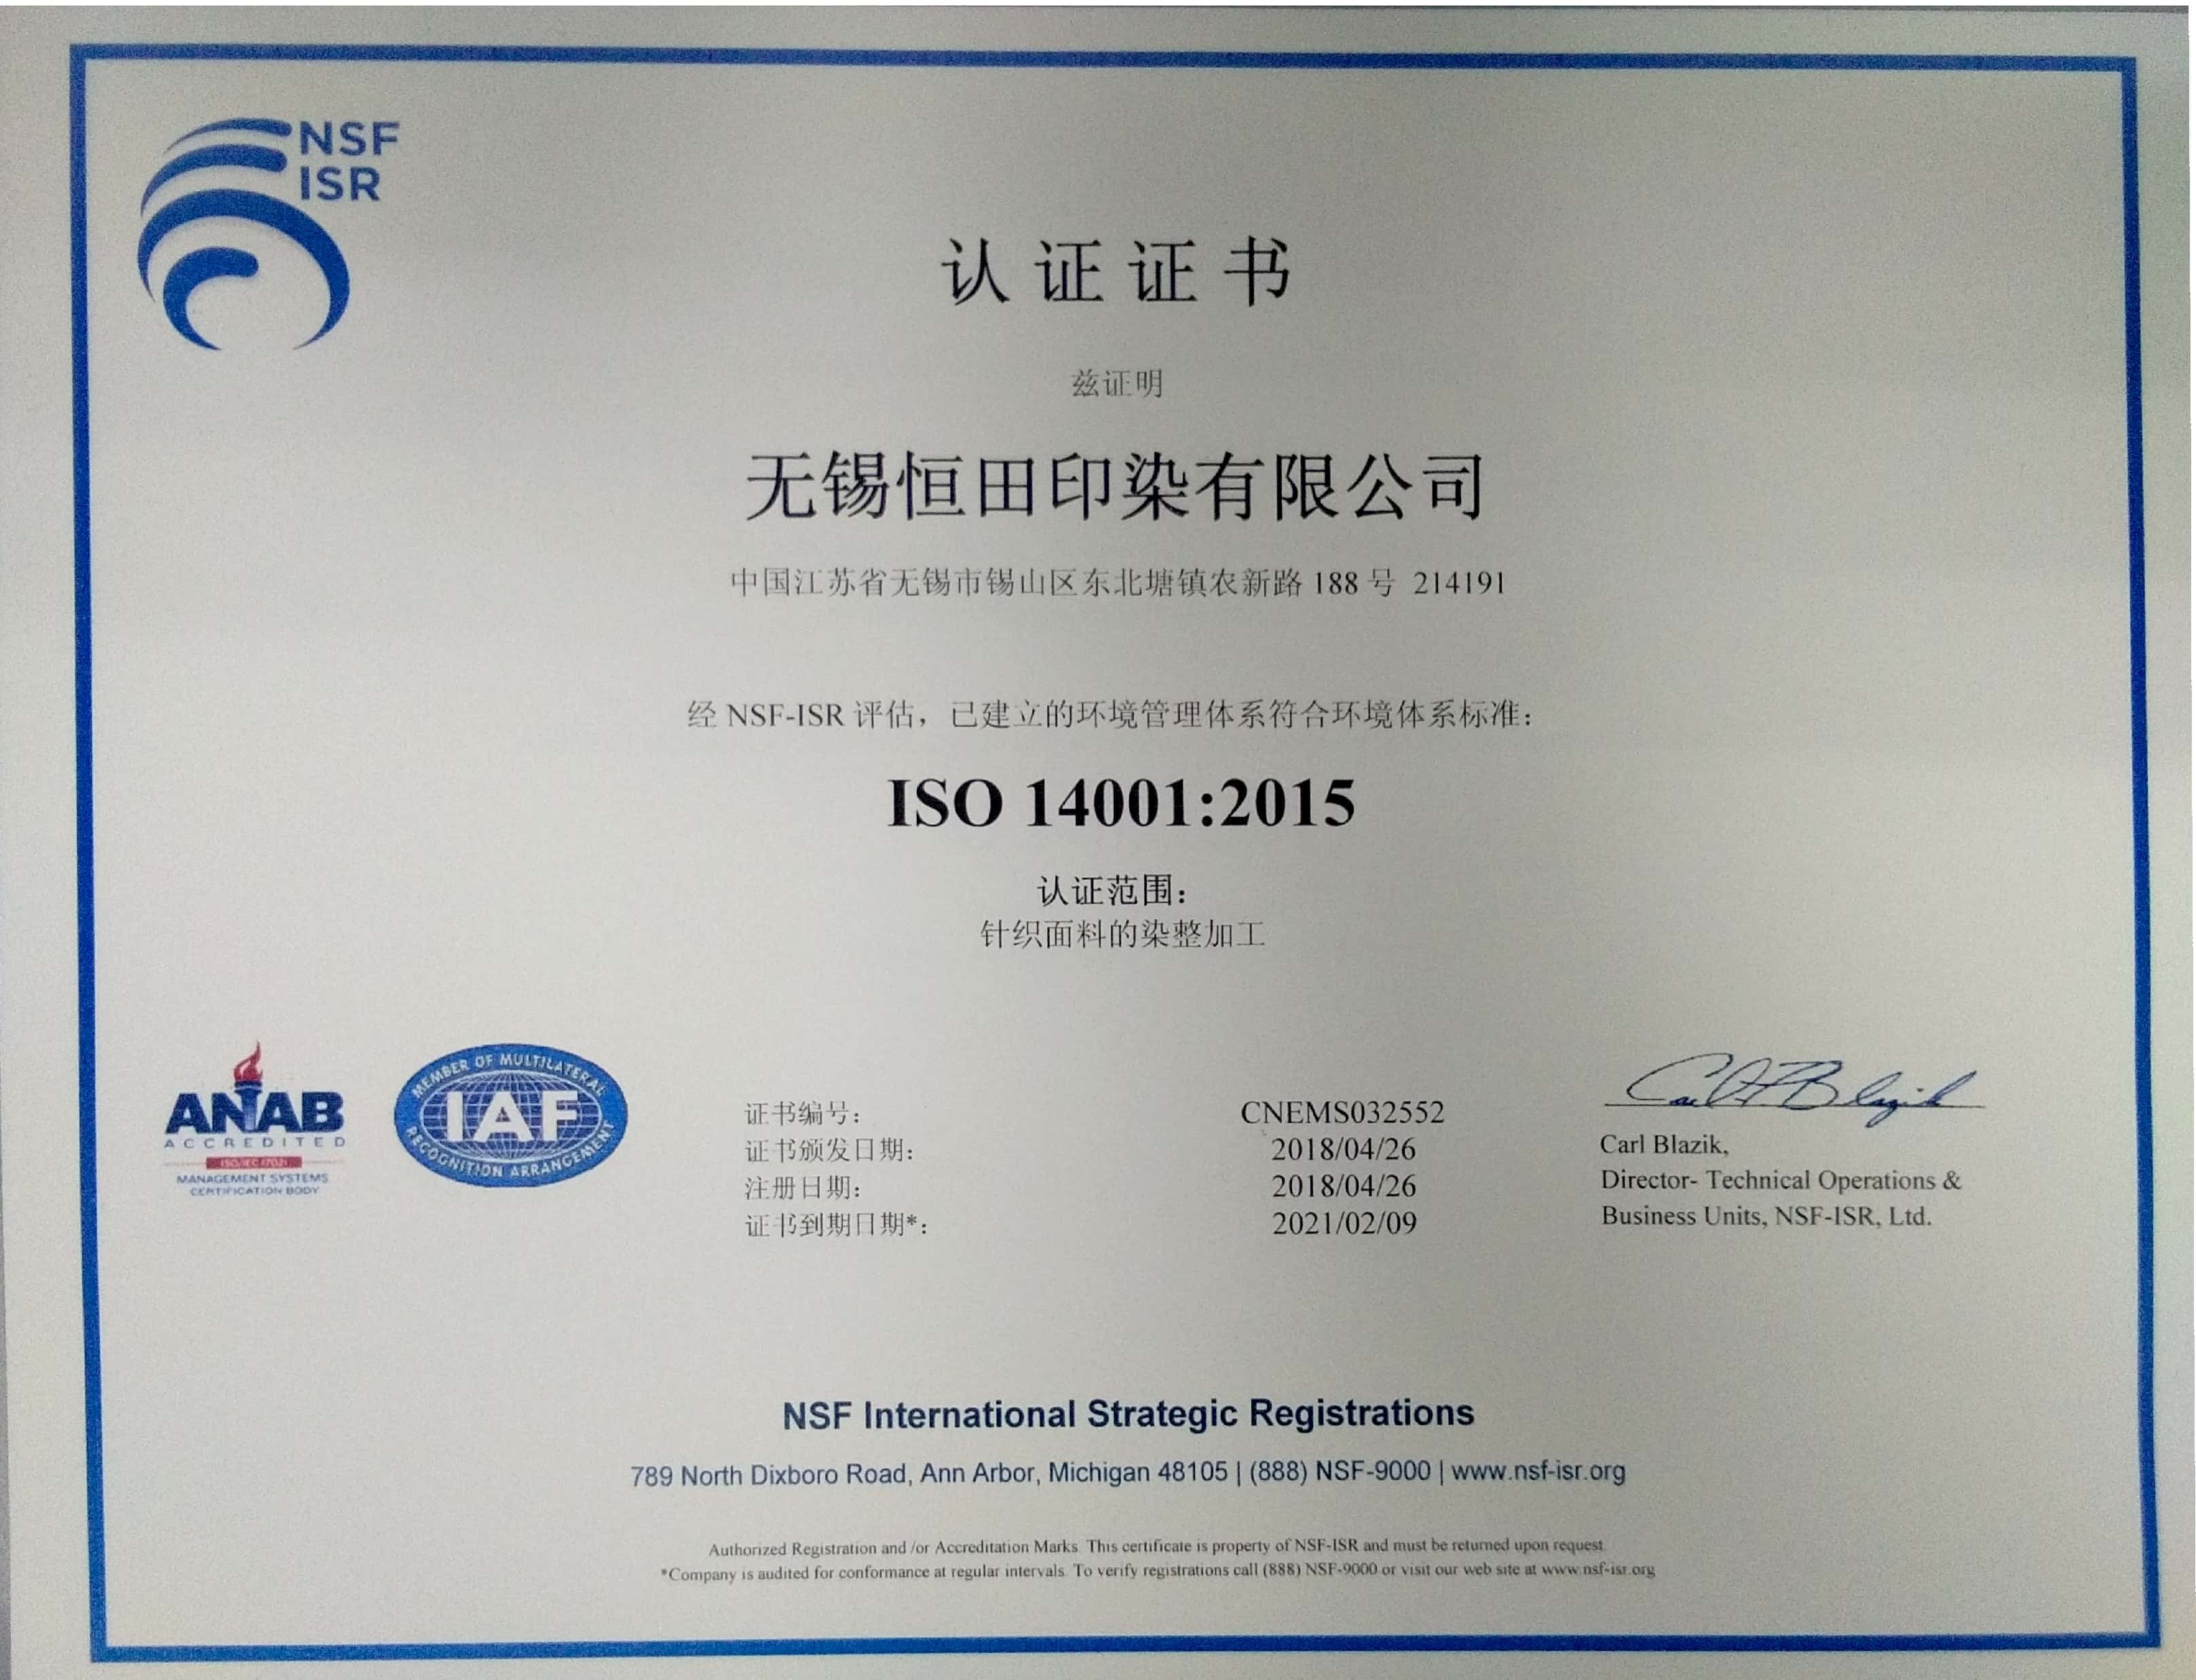 NSF
ISR
认证证书
兹证明
无锡恒田印染有限公司
中国江苏省无锡市锡山区东北塘镇农新路 188 号 214191
经 NSF-ISR 评估，已建立的环境管理体系符合环境体系标准：
ISO 14001:2015
认证范围：
针织面料的染整加工
ANAB
ACCREDITED
ISO/IEC 17021
MANAGEMENT SYSTEMS
CERTIFICATION BODY
MEMBER OF MULTILATERAL
IAF
RECOGNITION ARRANGEMENT
证书编号： CNEMS032552
证书颁发日期： 2018/04/26
注册日期： 2018/04/26
证书到期日期*： 2021/02/09
Carl Blazik
Carl Blazik,
Director- Technical Operations &
Business Units, NSF-ISR, Ltd.
NSF International Strategic Registrations
789 North Dixboro Road, Ann Arbor, Michigan 48105 | (888) NSF-9000 | www.nsf-isr.org
Authorized Registration and /or Accreditation Marks. This certificate is property of NSF-ISR and must be returned upon request.
*Company is audited for conformance at regular intervals. To verify registrations call (888) NSF-9000 or visit our web site at www.nsf-isr.org